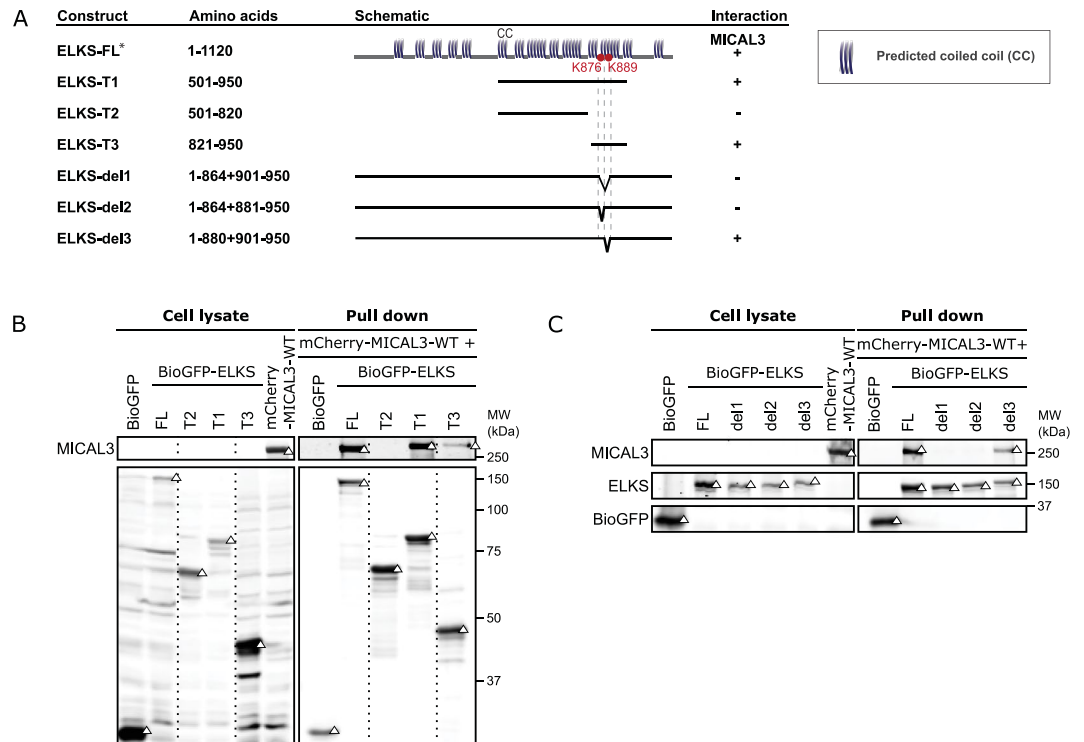 A
Construct Amino acids Schematic Interaction
MICAL3
CC
ELKS-FL* 1-1120 +
K876 K889
ELKS-T1 501-950 +
ELKS-T2 501-820 -
ELKS-T3 821-950 +
ELKS-del1 1-864+901-950 -
ELKS-del2 1-864+881-950 -
ELKS-del3 1-880+901-950 +
Predicted coiled coil (CC)
B
Cell lysate Pull down
mCherry-MICAL3-WT +
BioGFP-ELKS BioGFP-ELKS
BioGFP FL T2 T1 T3 mCherry -MICAL3-WT BioGFP FL T2 T1 T3
MW
(kDa)
MICAL3
250
150
100
75
50
37
C
Cell lysate Pull down
mCherry-MICAL3-WT+
BioGFP-ELKS BioGFP-ELKS
BioGFP FL del1 del2 del3 mCherry -MICAL3-WT BioGFP FL del1 del2 del3
MW
(kDa)
MICAL3 250
ELKS 150
37
BioGFP